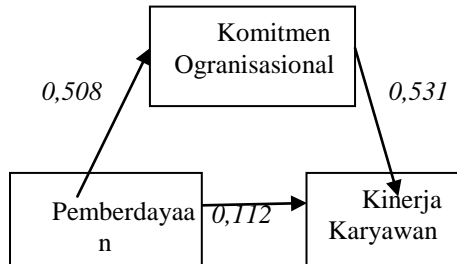 Komitmen
Ogranisasional
0,508
0,531
Pemberdayaa
n
0,112
Kinerja
Karyawan